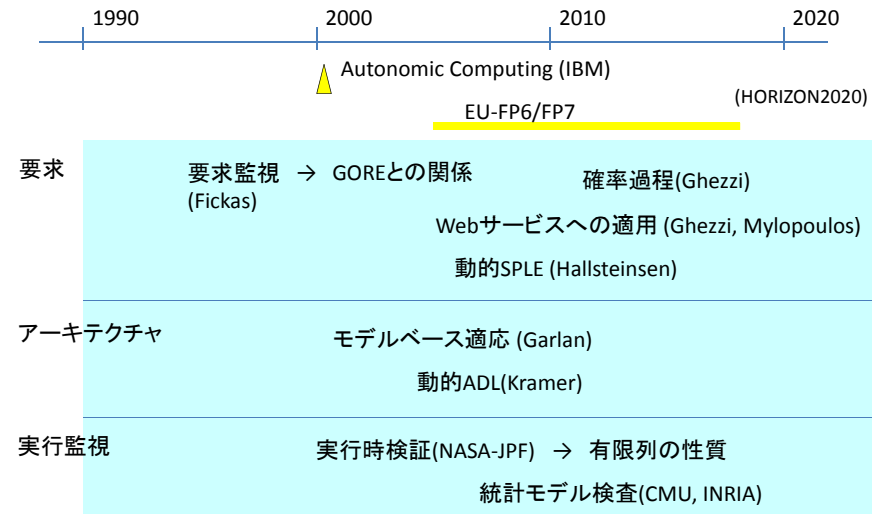 1990 2000 2010 2020
Autonomic Computing (IBM)
(HORIZON2020)
EU-FP6/FP7
要求
要求監視 → GOREとの関係
(Fickas)
確率過程(Ghezzi)
Webサービスへの適用 (Ghezzi, Mylopoulos)
動的SPLE (Hallsteinsen)
アーキテクチャ
モデルベース適応 (Garlan)
動的ADL(Kramer)
実行監視
実行時検証(NASA-JPF) → 有限列の性質
統計モデル検査(CMU, INRIA)